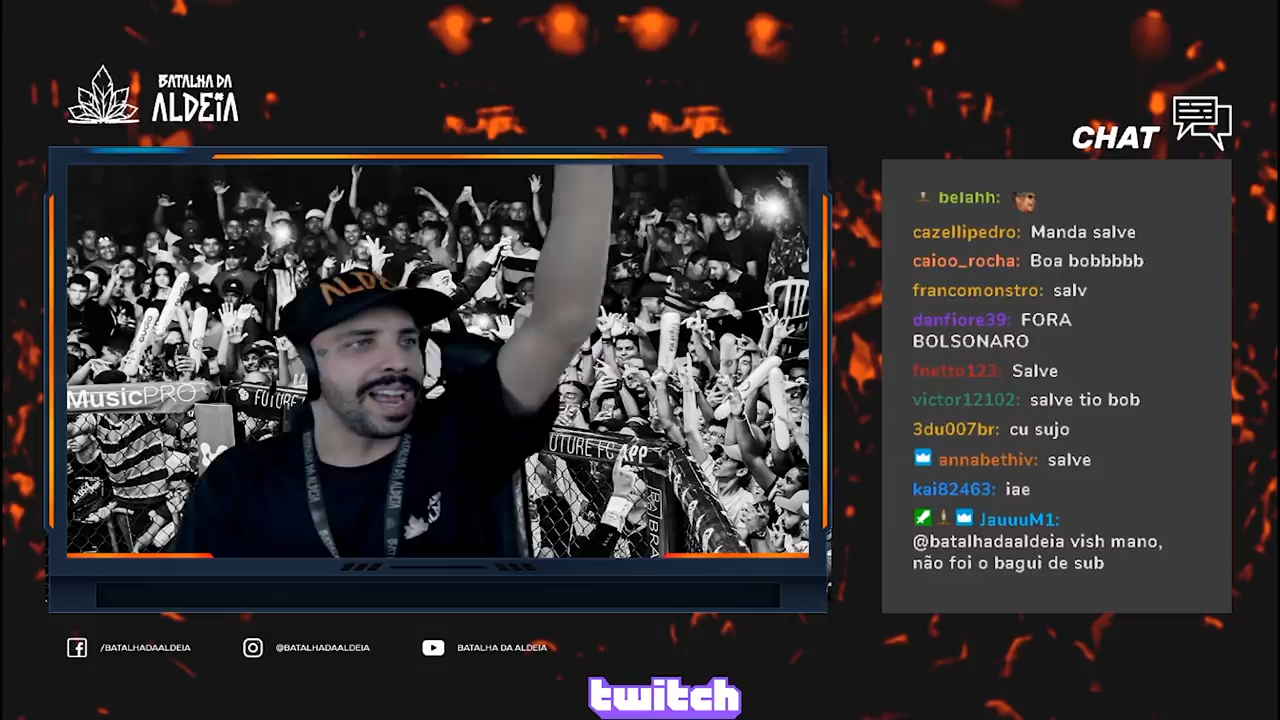 BATALHA DA
ALDEIA
CHAT
belahh:
cazellipedro: Manda salve
caioo_rocha: Boa bobbbbb
francomonstro: salv
danfiore39: FORA
BOLSONARO
fnetto123: Salve
victor12102: salve tio bob
3du007br: cu sujo
annabethiv: salve
kai82463: iae
JauuuM1:
@batalhadaaldeia vish mano,
não foi o bagui de sub
MusicPRO
FUTURE FC
APP
/BATALHADAALDEIA
@BATALHADAALDEIA
BATALHA DA ALDEIA
twitch